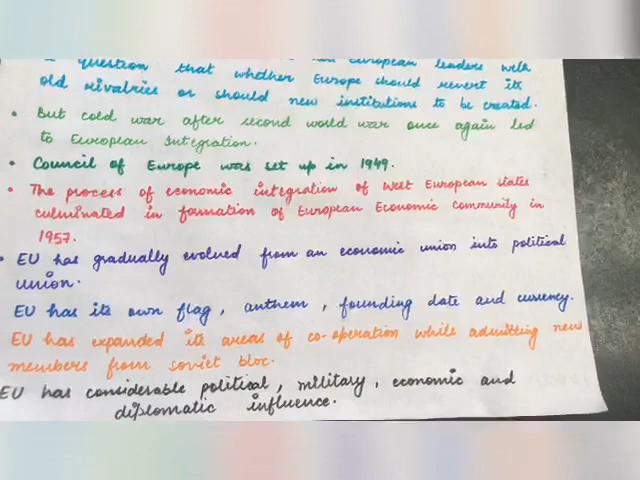 question that whether European leaders were
old rivalries or should Europe should revert its
new institutions to be created.
• But cold war after second world war once again led
to European Integration.
• Council of Europe was set up in 1949.
• The process of economic integration of West European states
culminated in formation of European Economic Community in
1957.
• EU has gradually evolved from an economic union into political
union.
EU has its own flag, anthem, founding date and currency.
EU has expanded its areas of co-operation while admitting new
members from soviet bloc.
EU has considerable political, military, economic and
diplomatic influence.